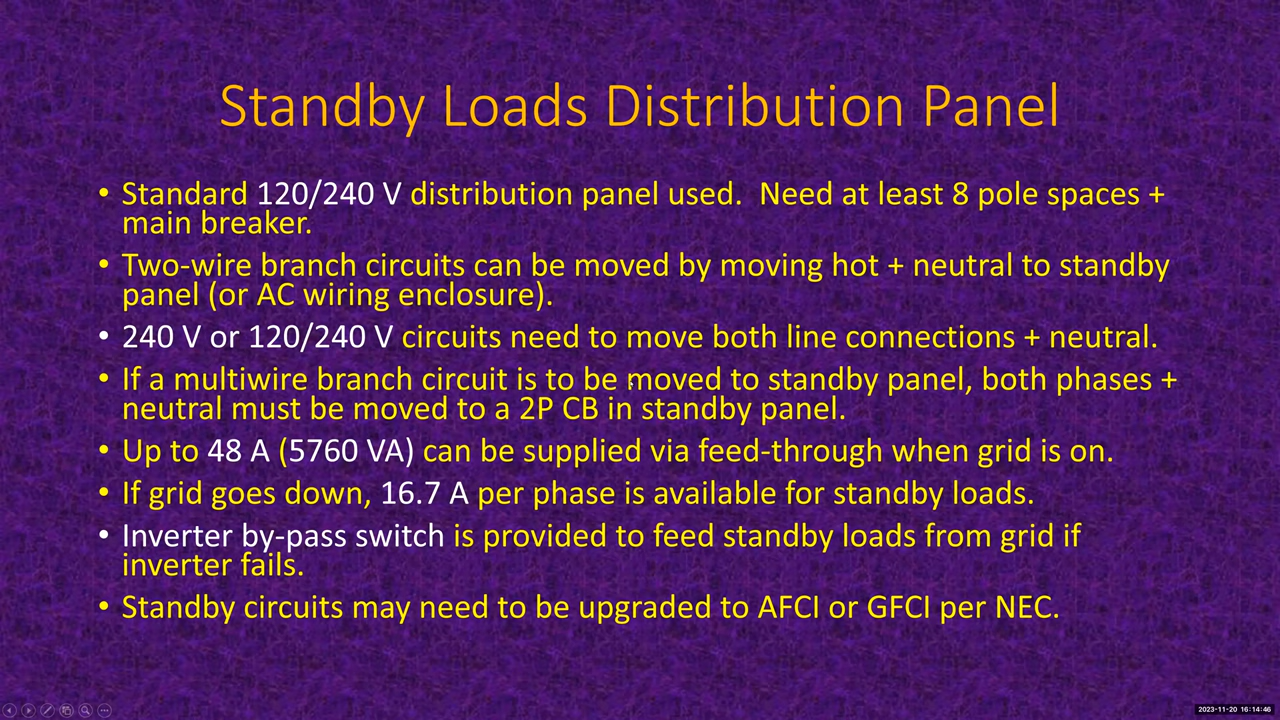 Standby Loads Distribution Panel
• Standard 120/240 V distribution panel used.  Need at least 8 pole spaces +
main breaker.
• Two-wire branch circuits can be moved by moving hot + neutral to standby
panel (or AC wiring enclosure).
• 240 V or 120/240 V circuits need to move both line connections + neutral.
• If a multiwire branch circuit is to be moved to standby panel, both phases +
neutral must be moved to a 2P CB in standby panel.
• Up to 48 A (5760 VA) can be supplied via feed-through when grid is on.
• If grid goes down, 16.7 A per phase is available for standby loads.
• Inverter by-pass switch is provided to feed standby loads from grid if
inverter fails.
• Standby circuits may need to be upgraded to AFCI or GFCI per NEC.
2023-11-20 16:14:46